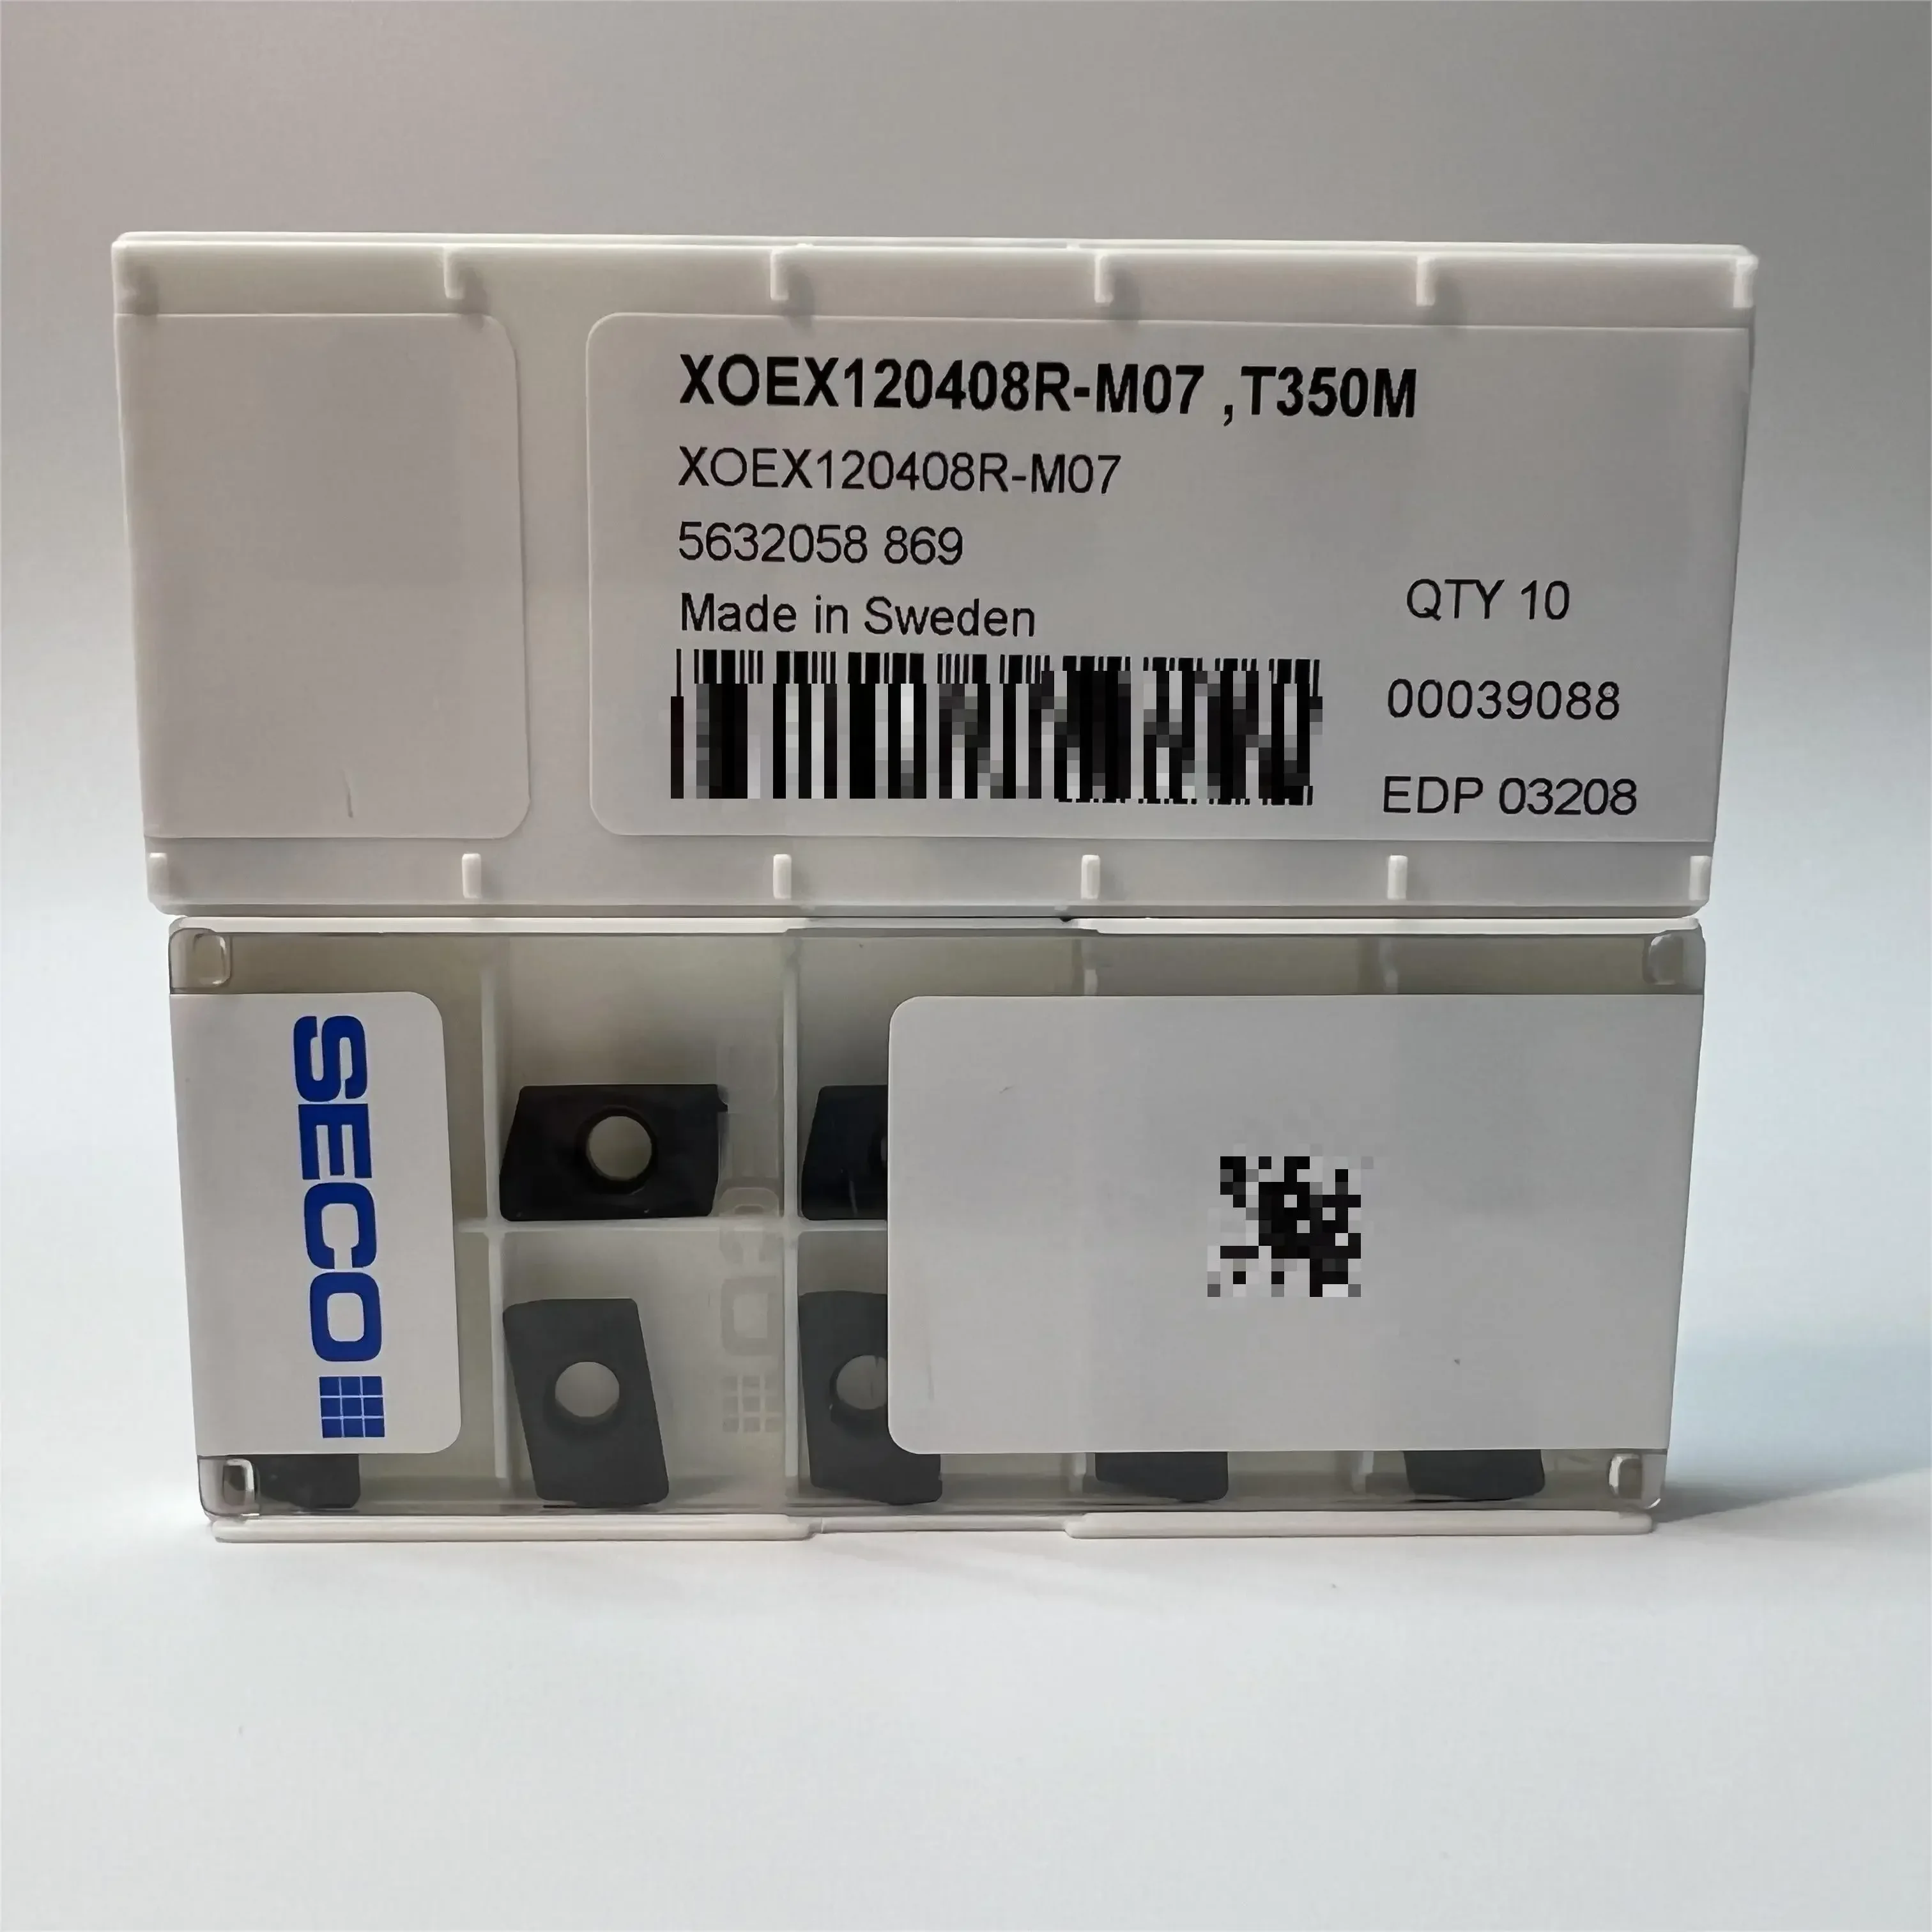 XOEX120408R-M07 ,T350M
XOEX120408R-M07
5632058 869
Made in Sweden
QTY 10
00039088
EDP 03208
SECO